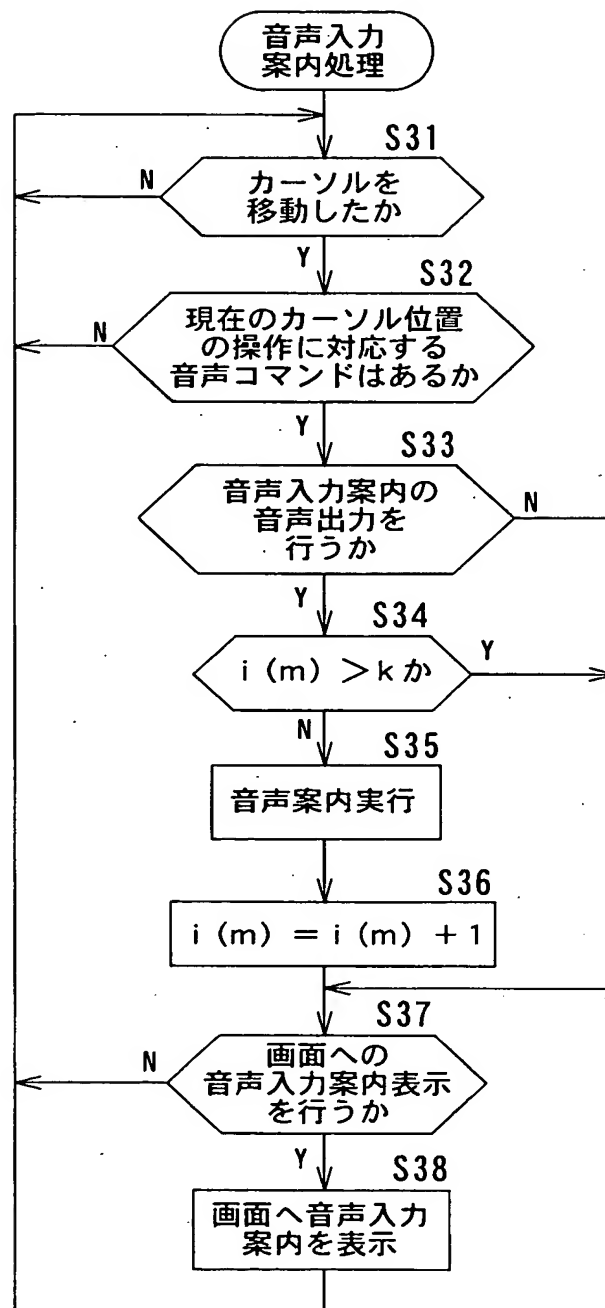 音声入力
案内処理
S31
N
カーソルを
移動したか
Y
S32
N
現在のカーソル位置
の操作に対応する
音声コマンドはあるか
Y
S33
音声入力案内の
音声出力を
行うか
N
Y
S34
i(m)>kか
Y
N
S35
音声案内実行
S36
i(m)=i(m)+1
S37
N
画面への
音声入力案内表示
を行うか
Y
S38
画面へ音声入力
案内を表示